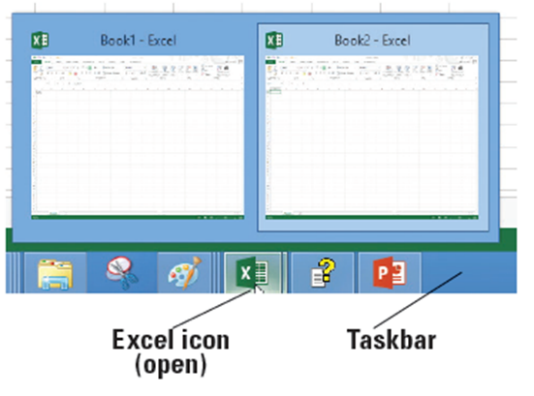 Book1 - Excel
Book2 - Excel
Excel icon
(open)
Taskbar